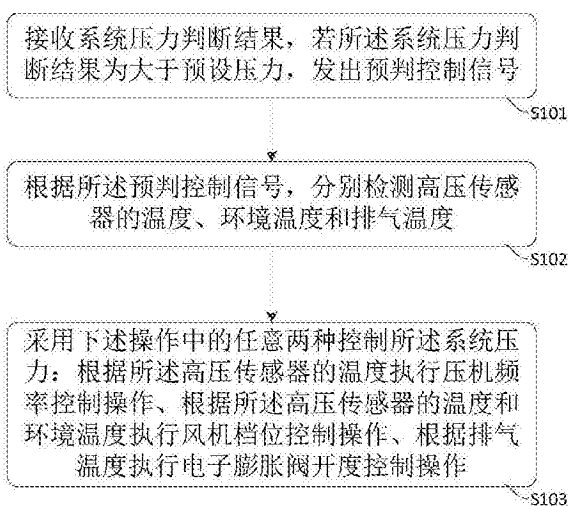 接收系统压力判断结果，若所述系统压力判
断结果为大于预设压力，发出预判控制信号
S101
根据所述预判控制信号，分别检测高压传感
器的温度、环境温度和排气温度
S102
采用下述操作中的任意两种控制所述系统压
力：根据所述高压传感器的温度执行压机频
率控制操作、根据所述高压传感器的温度和
环境温度执行风机档位控制操作、根据排气
温度执行电子膨胀阀开度控制操作
S103